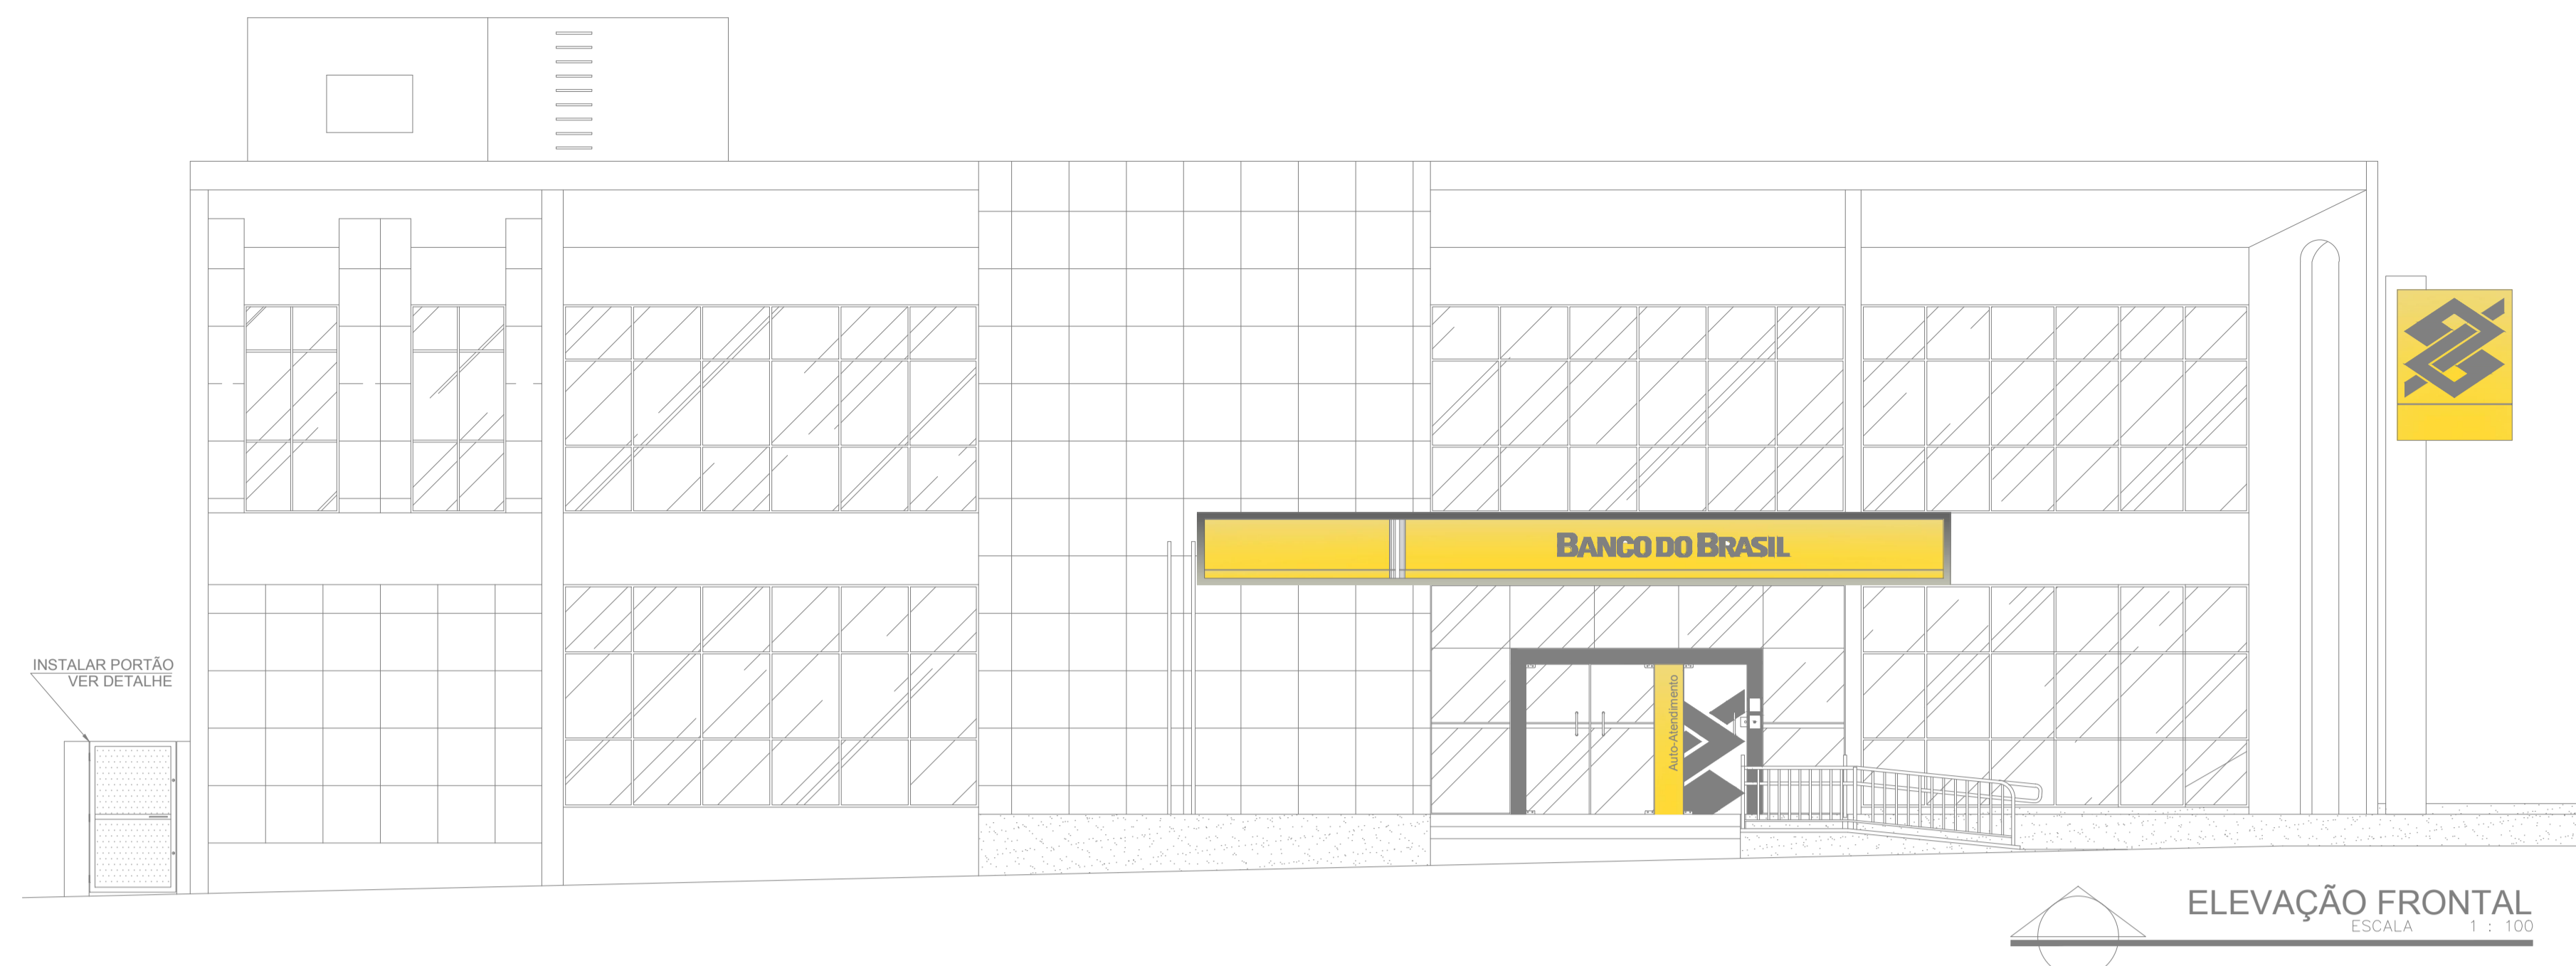 BANCO DO BRASIL
INSTALAR PORTÃO
VER DETALHE
Auto-Atendimento
ELEVAÇÃO FRONTAL
ESCALA 1 : 100